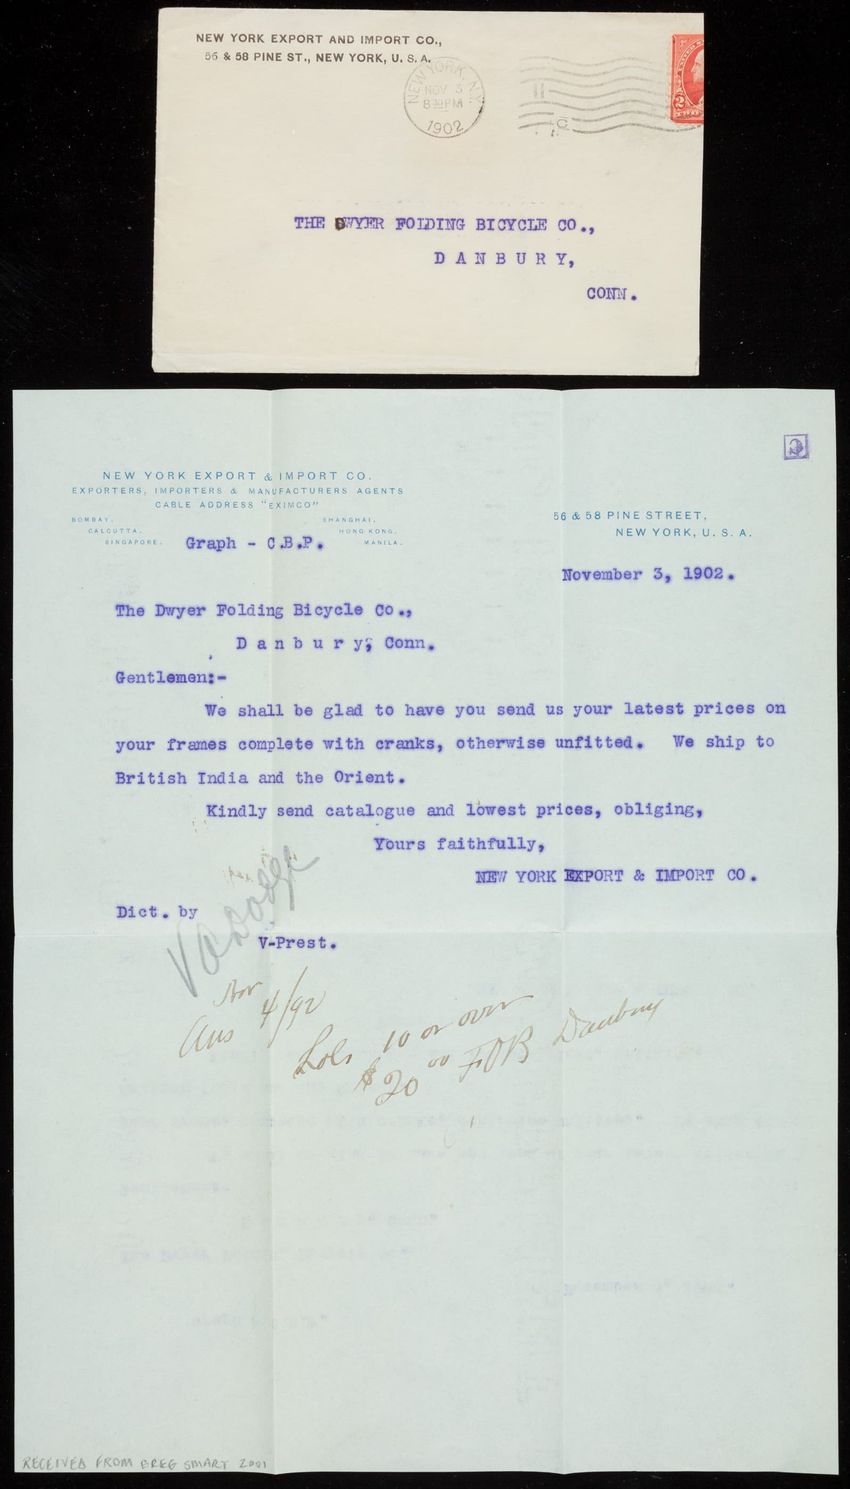 NEW YORK EXPORT AND IMPORT CO.,
56 & 58 PINE ST., NEW YORK, U. S. A.
NEW YORK, N.Y.
NOV 3
8 30 PM
1902
C
2
THE DWYER FOLDING BICYCLE CO.,
D A N B U R Y,
CONN.
NEW YORK EXPORT & IMPORT CO.
EXPORTERS, IMPORTERS & MANUFACTURERS AGENTS
CABLE ADDRESS "EXIMCO"
BOMBAY, SHANGHAI,
CALCUTTA, HONG-KONG,
SINGAPORE. MANILA.
56 & 58 PINE STREET,
NEW YORK, U. S. A.
Graph - C.B.P.
November 3, 1902.
The Dwyer Folding Bicycle Co.,
D a n b u r y, Conn.
Gentlemen:-
We shall be glad to have you send us your latest prices on
your frames complete with cranks, otherwise unfitted. We ship to
British India and the Orient.
Kindly send catalogue and lowest prices, obliging,
Yours faithfully,
NEW YORK EXPORT & IMPORT CO.
Dict. by
V-Prest.
Nov
Ans 4/92
Lots 10 or over
$20 00 FOB Danbury
RECEIVED FROM GREG SMART 2001